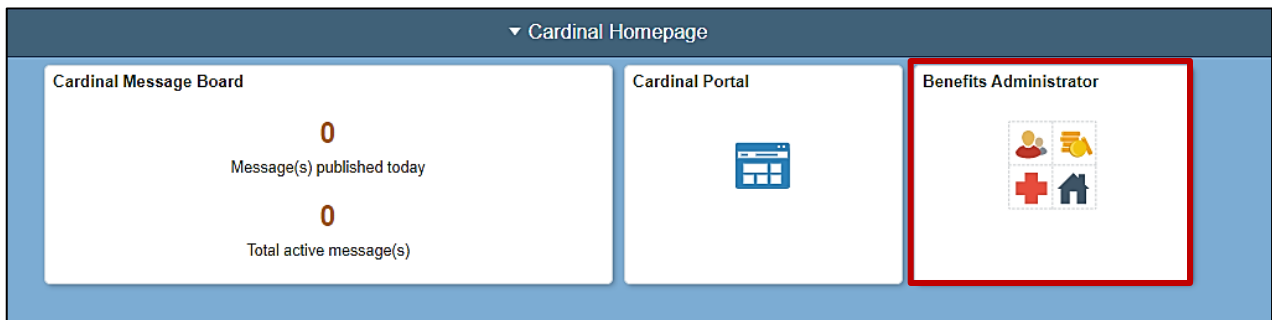 Cardinal Homepage
Cardinal Message Board
0
Message(s) published today
0
Total active message(s)
Cardinal Portal
Benefits Administrator